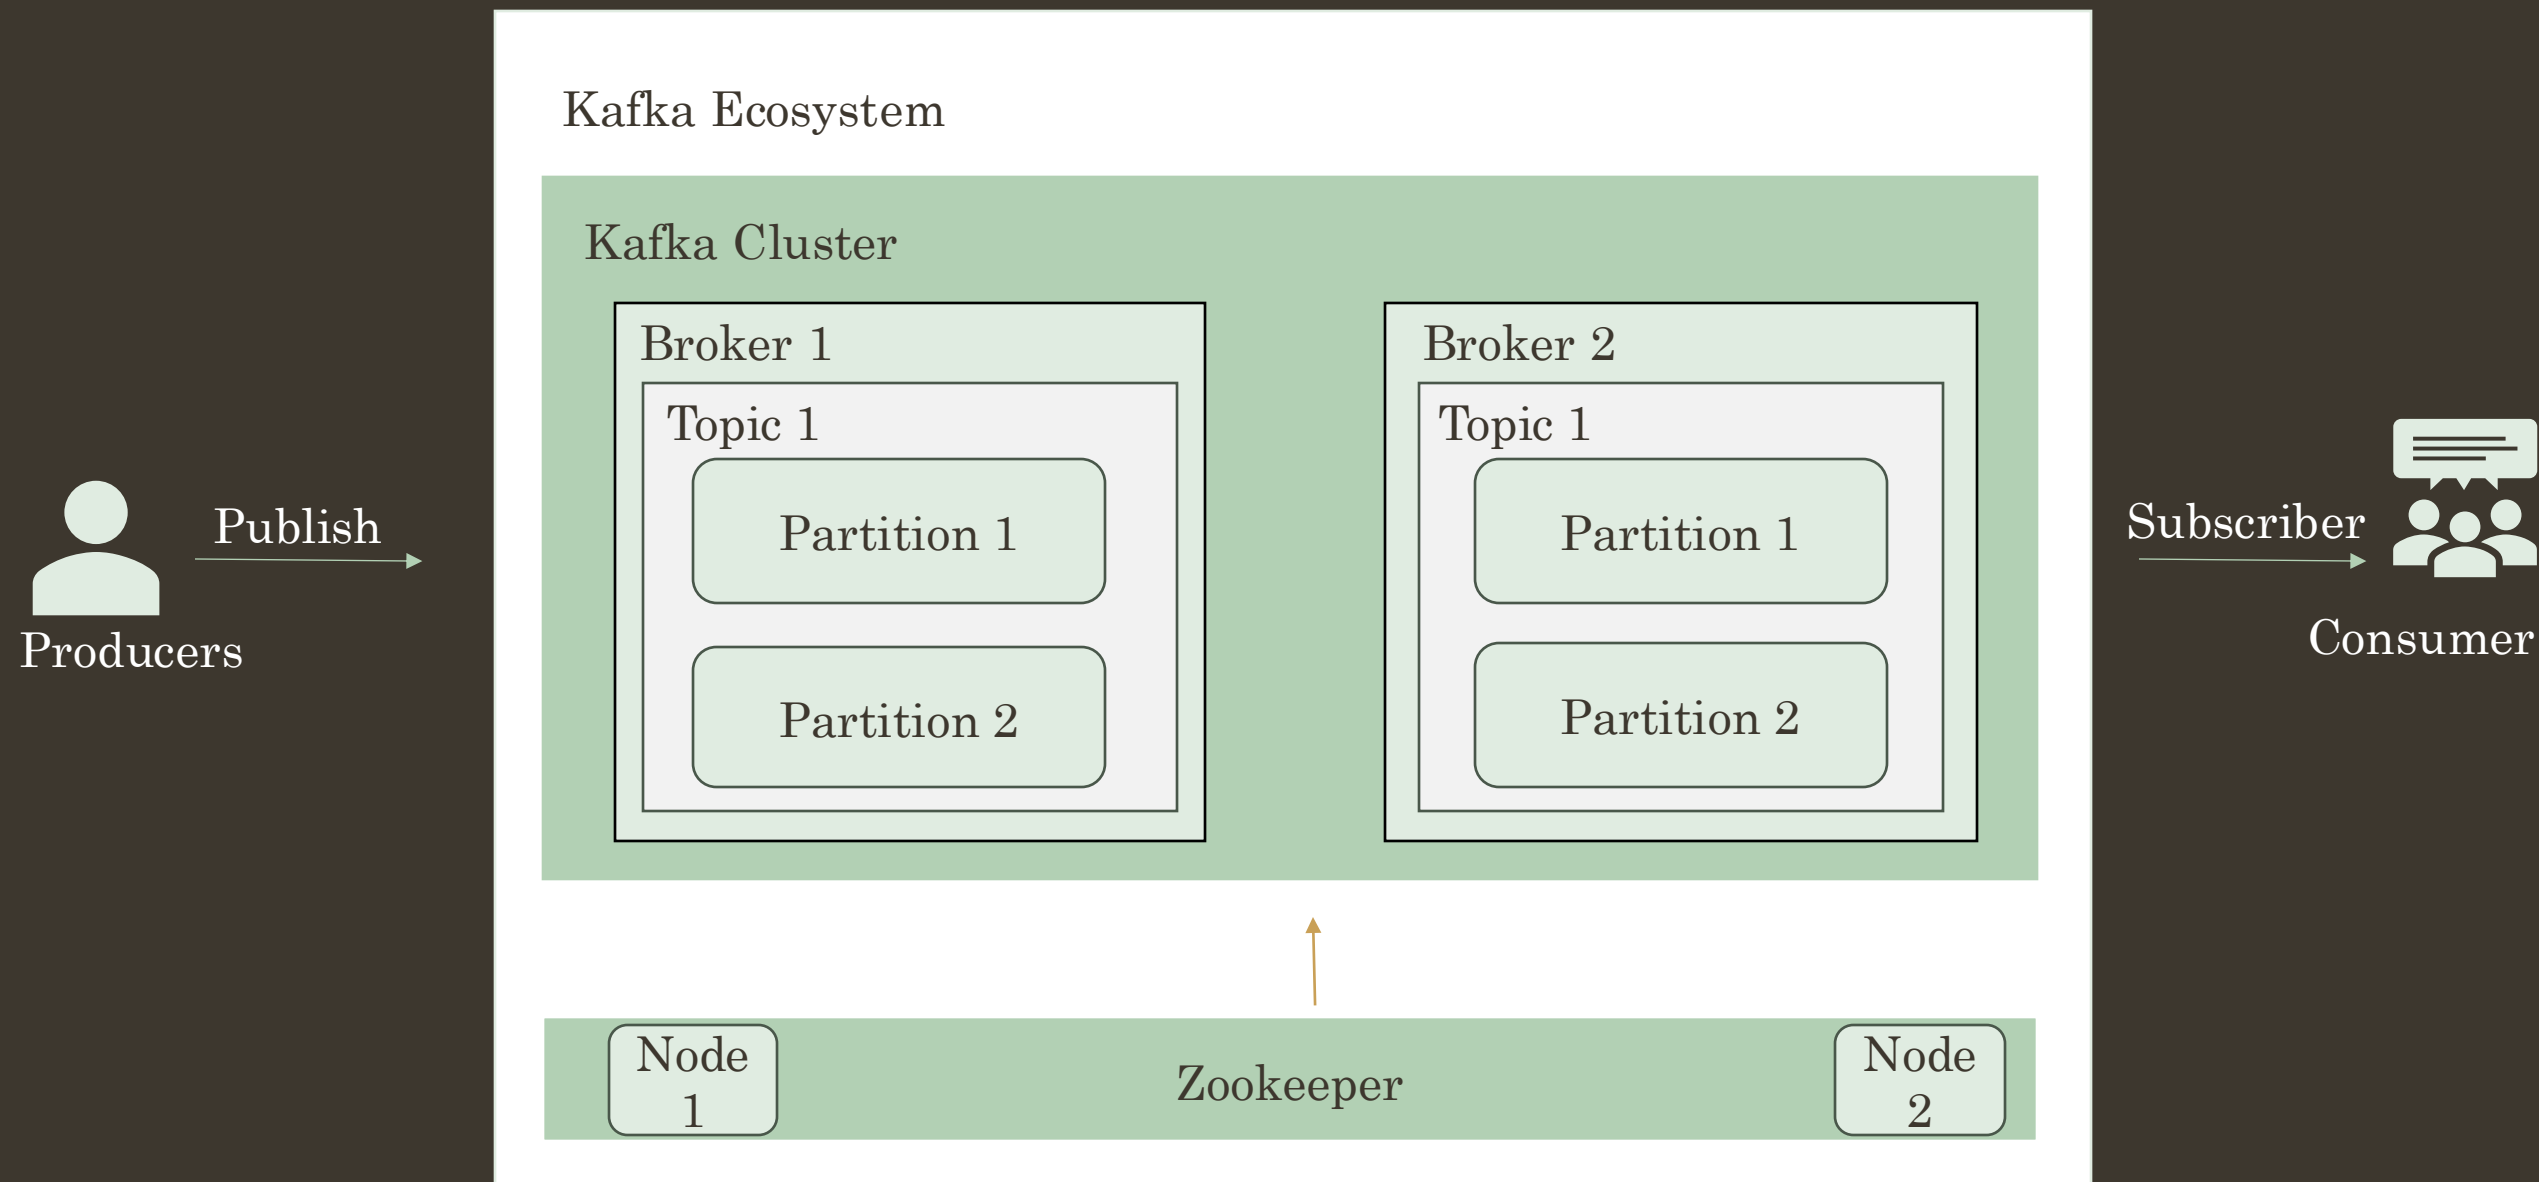 Kafka Ecosystem
Kafka Cluster
Broker 1
Topic 1
Partition 1
Partition 2
Broker 2
Topic 1
Partition 1
Partition 2
Publish
Producers
Subscriber
Consumer
Node
1
Zookeeper
Node
2